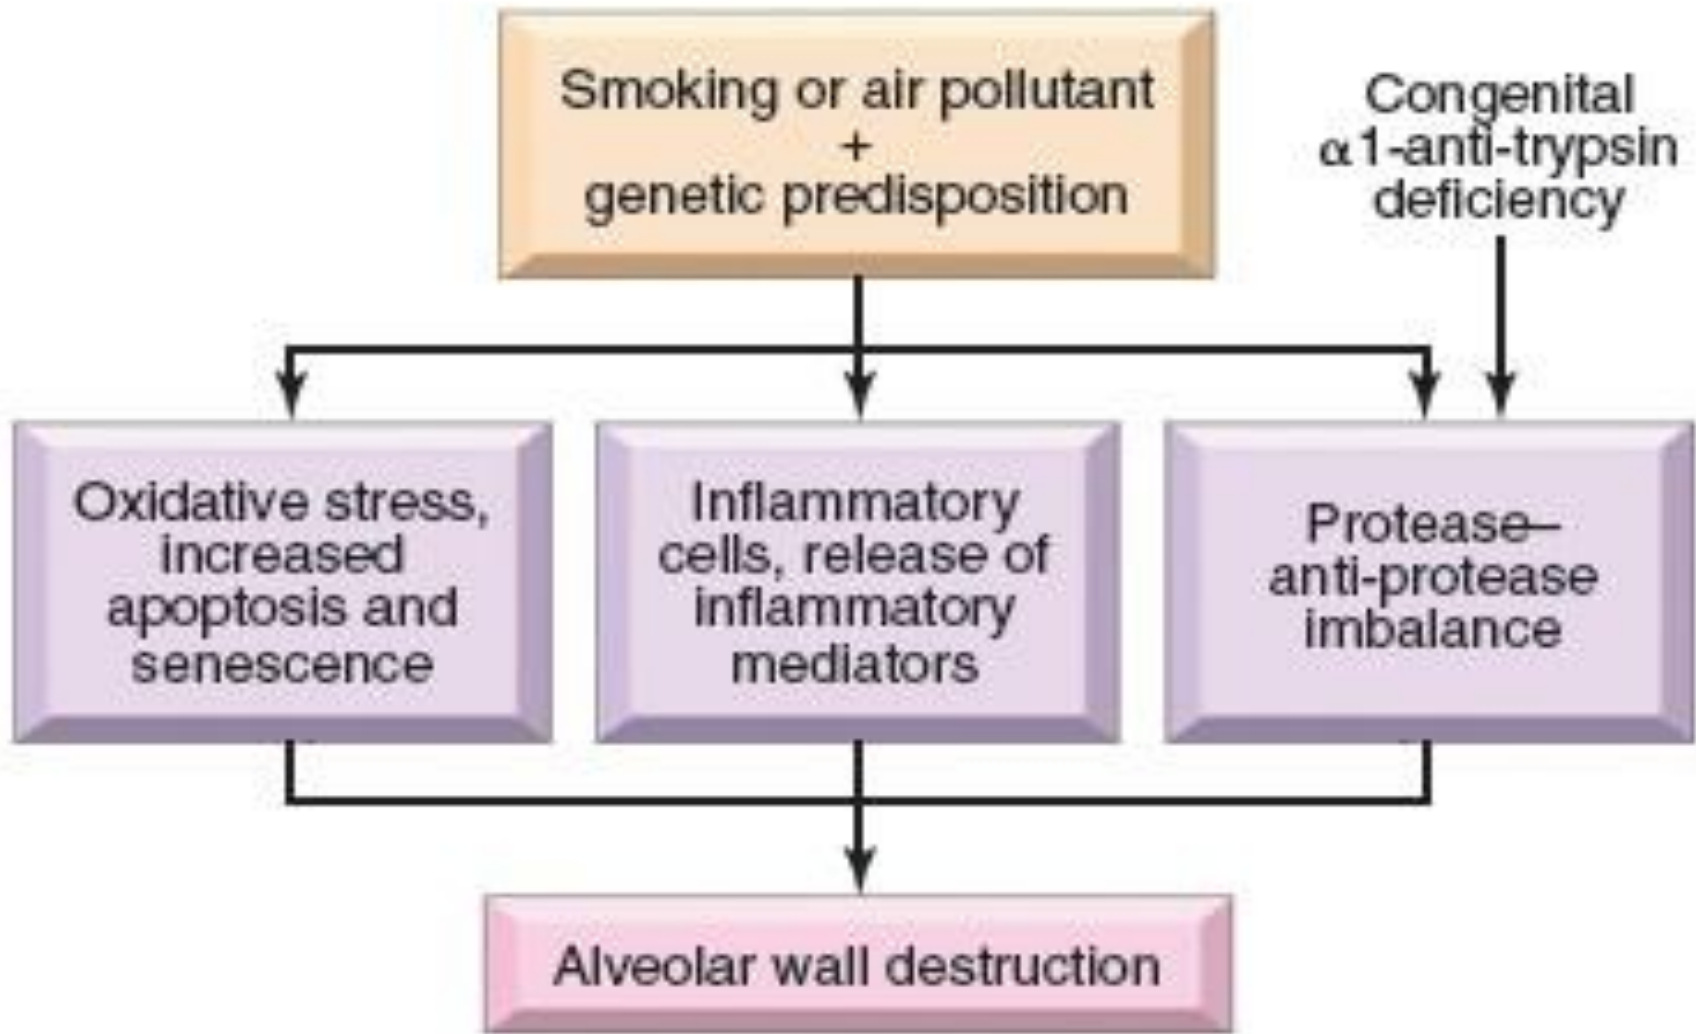 Smoking or air pollutant
+
genetic predisposition
Congenital
α1-anti-trypsin
deficiency
Oxidative stress,
increased
apoptosis and
senescence
Inflammatory
cells, release of
inflammatory
mediators
Protease–
anti-protease
imbalance
Alveolar wall destruction